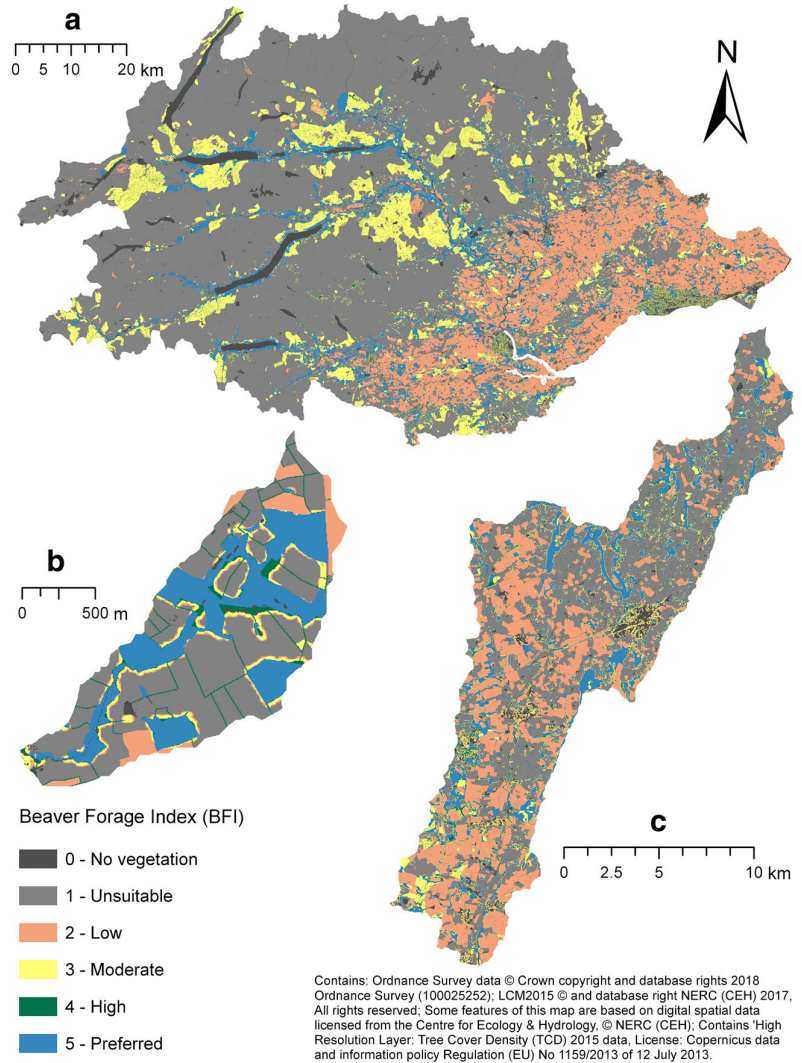 a
0 10 20 km
N
b
0 500 m
c
0 2.5 5 10 km
Beaver Forage Index (BFI)
0 - No vegetation
1 - Unsuitable
2 - Low
3 - Moderate
4 - High
5 - Preferred
Contains: Ordnance Survey data © Crown copyright and database rights 2018
Ordnance Survey (100025252); LCM2015 © and database right NERC (CEH) 2017,
All rights reserved; Some features of this map are based on digital spatial data
licensed from the Centre for Ecology & Hydrology, © NERC (CEH); Contains 'High
Resolution Layer: Tree Cover Density (TCD) 2015 data, License: Copernicus data
and information policy Regulation (EU) No 1159/2013 of 12 July 2013.